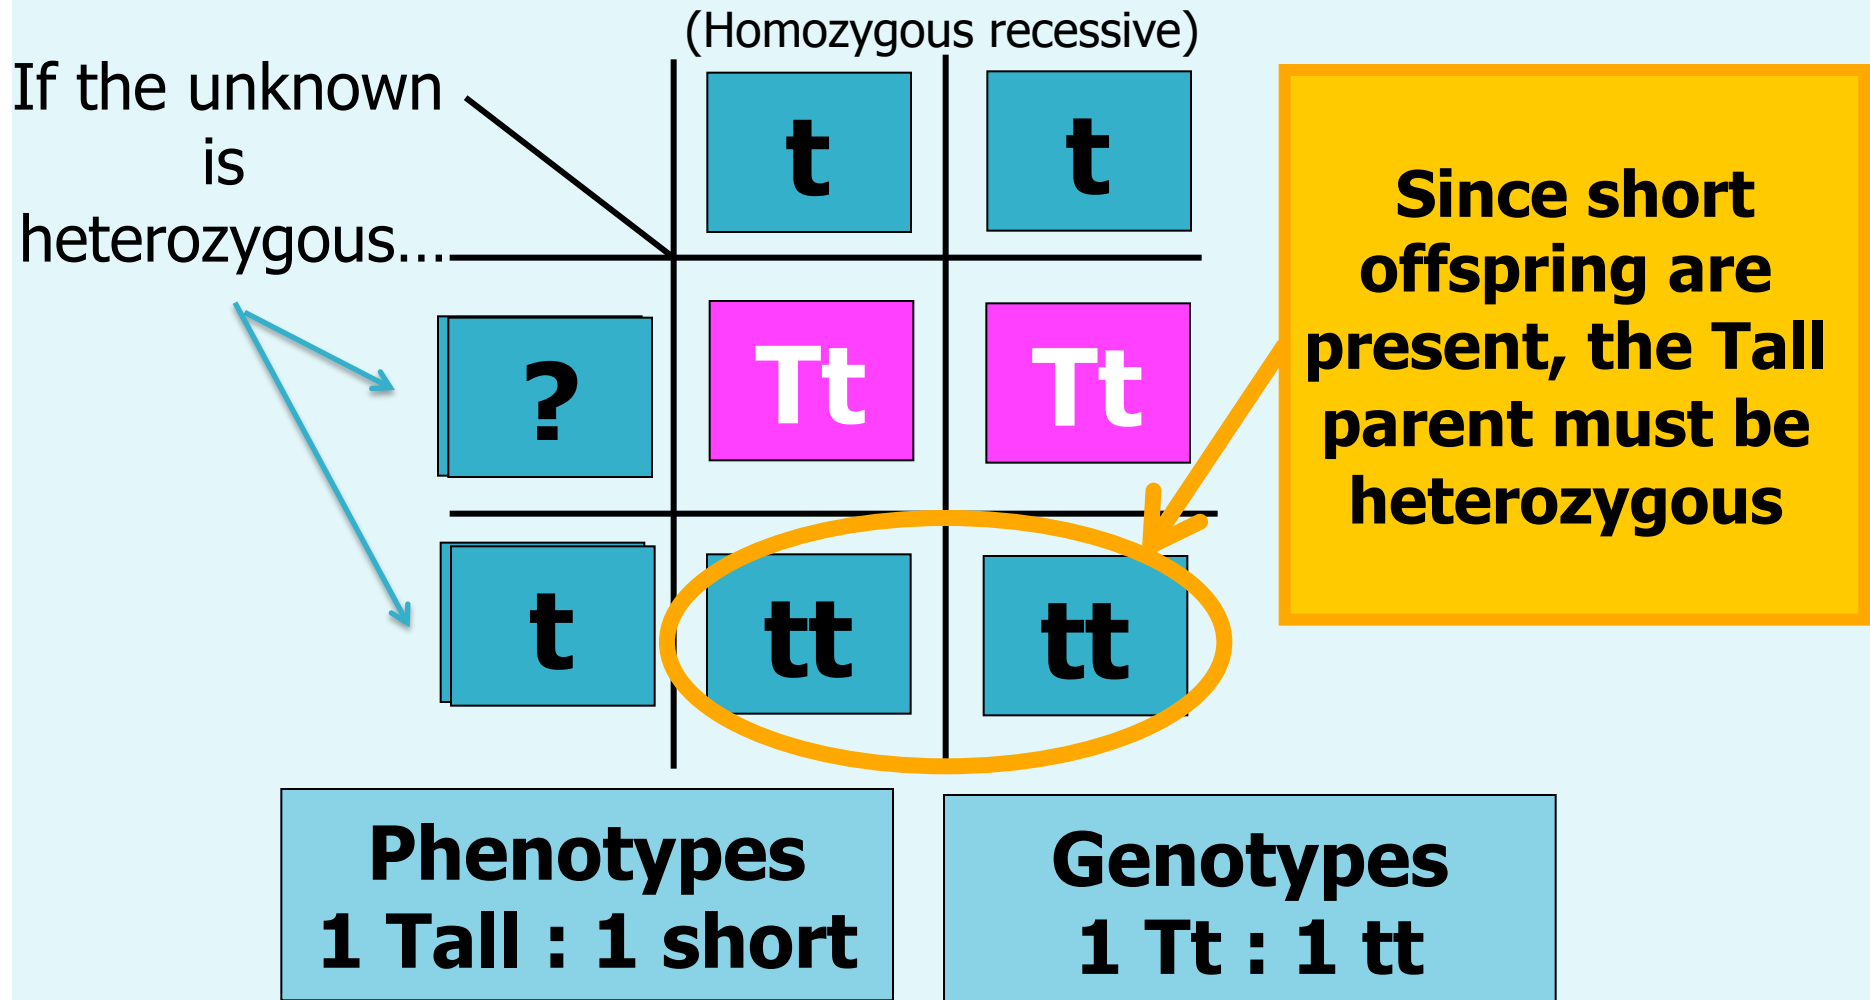 (Homozygous recessive)
If the unknown
is
heterozygous...
t
t
?
Tt
Tt
t
tt
tt
Since short
offspring are
present, the Tall
parent must be
heterozygous
Phenotypes
1 Tall : 1 short
Genotypes
1 Tt : 1 tt